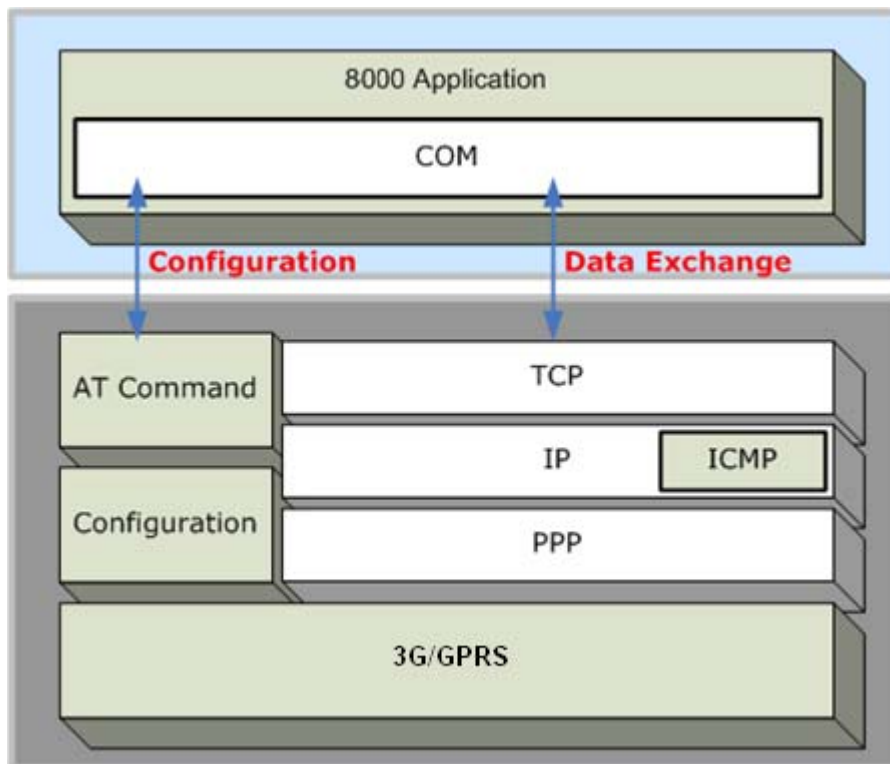 8000 Application
COM
Configuration
Data Exchange
AT Command
TCP
IP
ICMP
Configuration
PPP
3G/GPRS